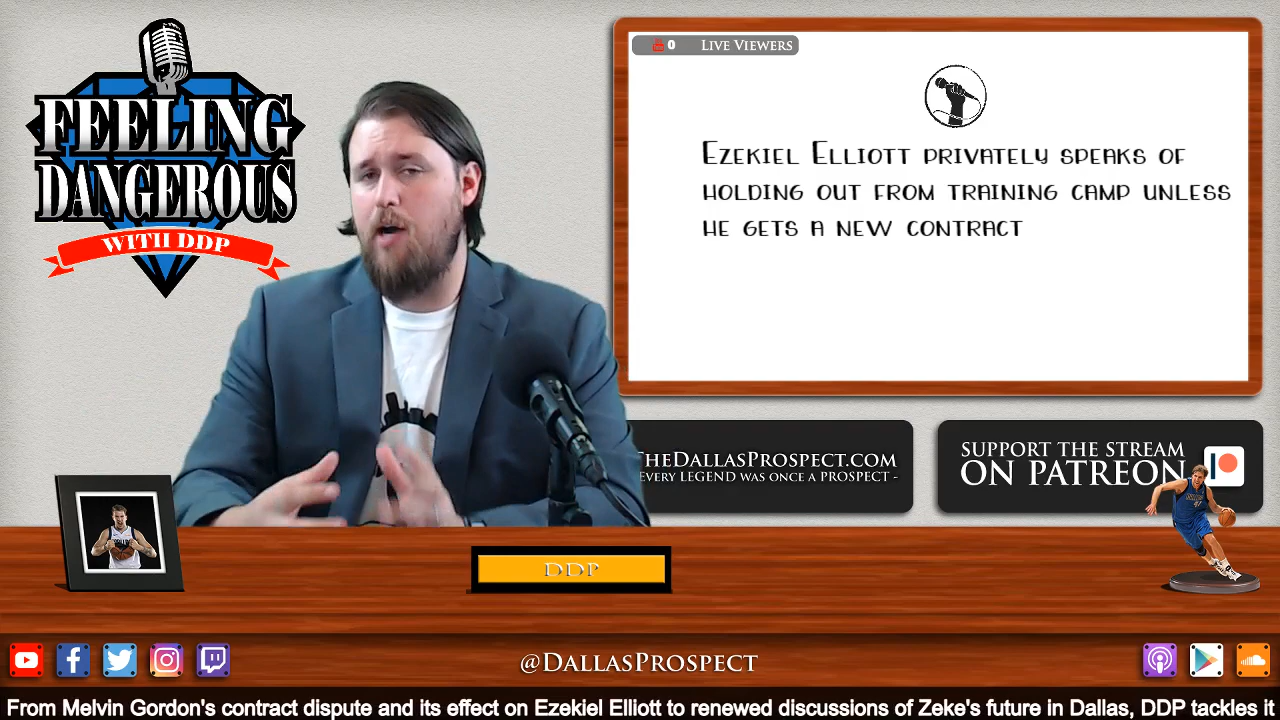 FEELING
DANGEROUS
WITH DDP
0 LIVE VIEWERS
EZEKIEL ELLIOTT PRIVATELY SPEAKS OF
HOLDING OUT FROM TRAINING CAMP UNLESS
HE GETS A NEW CONTRACT
THEDALLASPROSPECT.COM
EVERY LEGEND WAS ONCE A PROSPECT -
SUPPORT THE STREAM
ON PATREON
DDP
@DALLASPROSPECT
From Melvin Gordon's contract dispute and its effect on Ezekiel Elliott to renewed discussions of Zeke's future in Dallas, DDP tackles it